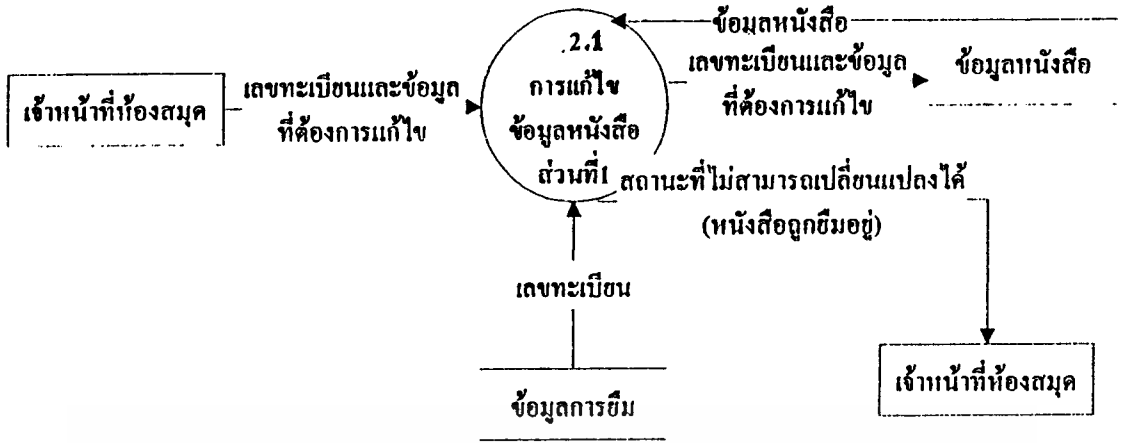 ข้อมูลหนังสือ
2.1
การแก้ไข
ข้อมูลหนังสือ
ส่วนที่1
เจ้าหน้าที่ห้องสมุด
เลขทะเบียนและข้อมูล
ที่ต้องการแก้ไข
เลขทะเบียนและข้อมูล
ที่ต้องการแก้ไข
ข้อมูลหนังสือ
สถานะที่ไม่สามารถเปลี่ยนแปลงได้
(หนังสือถูกยืมอยู่)
เลขทะเบียน
เจ้าหน้าที่ห้องสมุด
ข้อมูลการยืม